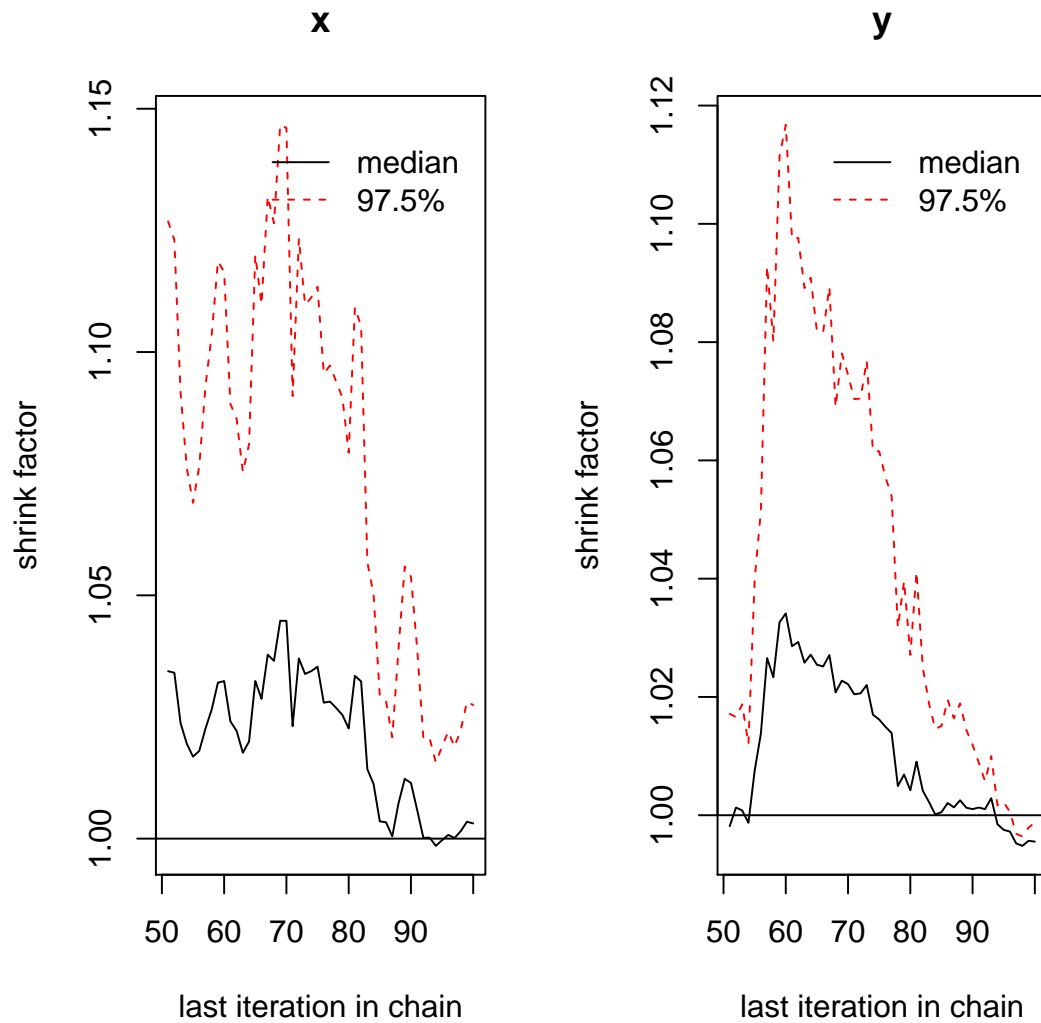 x
1.15
1.10
1.05
1.00
shrink factor
median
97.5%
50 60 70 80 90
last iteration in chain
y
1.12
1.10
1.08
1.06
1.04
1.02
1.00
shrink factor
median
97.5%
50 60 70 80 90
last iteration in chain